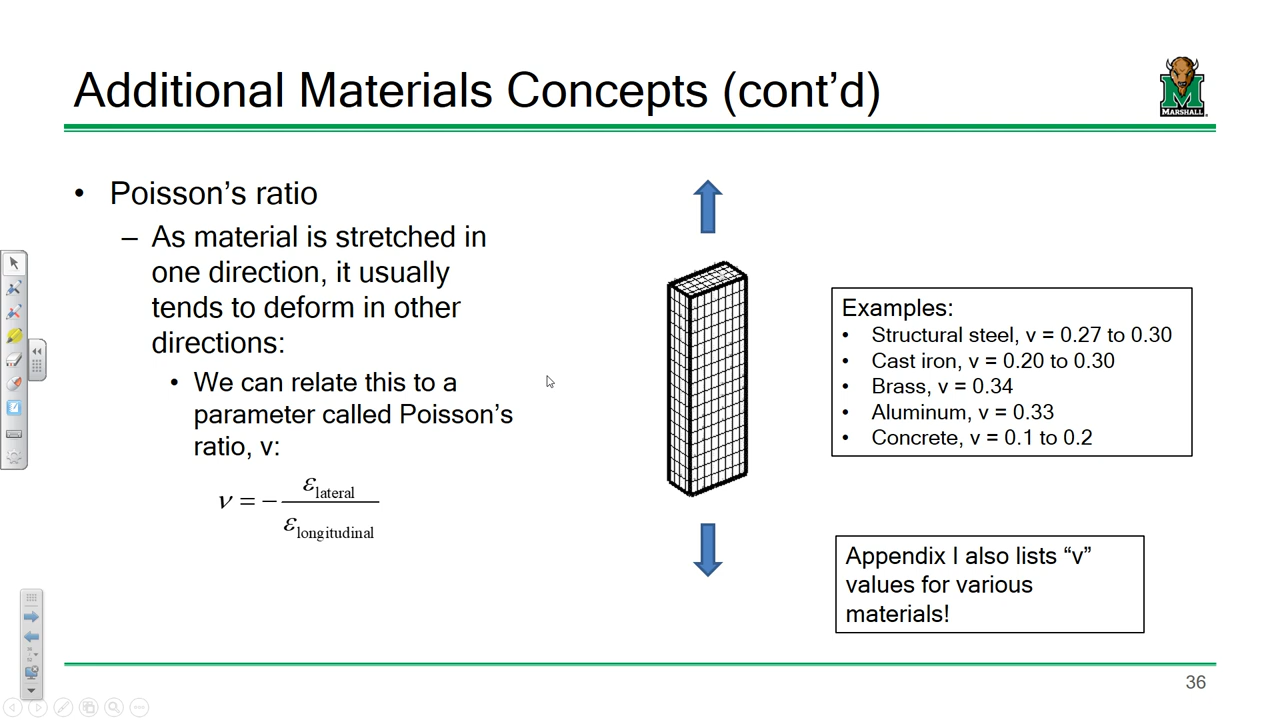 Additional Materials Concepts (cont’d)
MARSHALL
• Poisson’s ratio
– As material is stretched in
one direction, it usually
tends to deform in other
directions:
• We can relate this to a
parameter called Poisson’s
ratio, v:
ν = − ε lateral / ε longitudinal
Examples:
• Structural steel, v = 0.27 to 0.30
• Cast iron, v = 0.20 to 0.30
• Brass, v = 0.34
• Aluminum, v = 0.33
• Concrete, v = 0.1 to 0.2
Appendix I also lists “v”
values for various
materials!
36